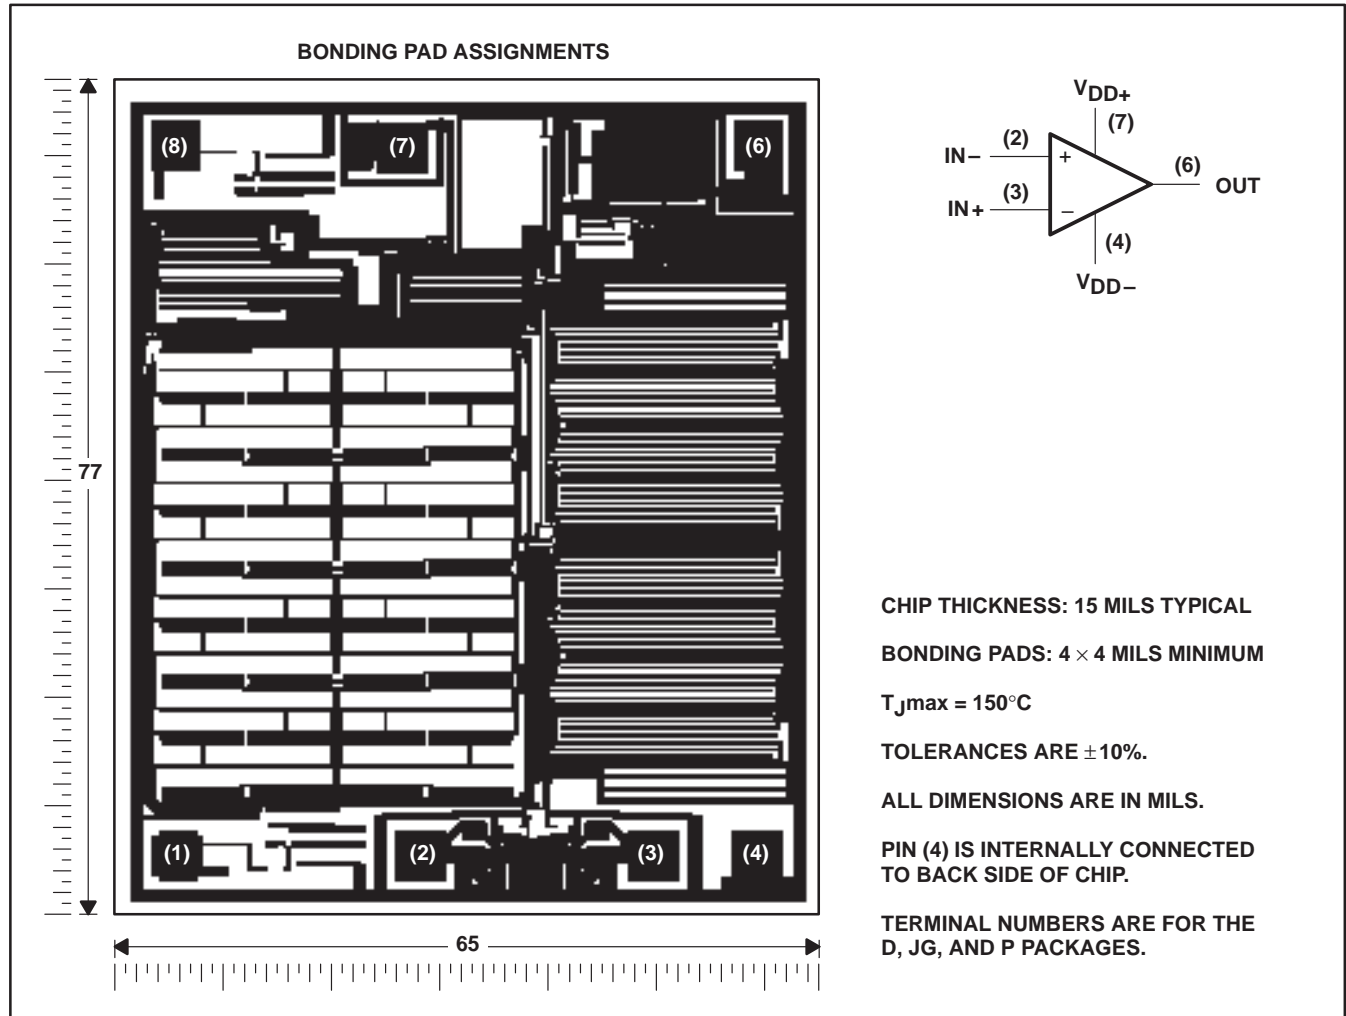 BONDING PAD ASSIGNMENTS
(8)
(7)
(6)
77
(1)
(2)
(3)
(4)
65
VDD+
(7)
IN−
(2)
+
(6)
OUT
IN+
(3)
−
(4)
VDD−
CHIP THICKNESS: 15 MILS TYPICAL
BONDING PADS: 4 × 4 MILS MINIMUM
TJmax = 150°C
TOLERANCES ARE ±10%.
ALL DIMENSIONS ARE IN MILS.
PIN (4) IS INTERNALLY CONNECTED
TO BACK SIDE OF CHIP.
TERMINAL NUMBERS ARE FOR THE
D, JG, AND P PACKAGES.